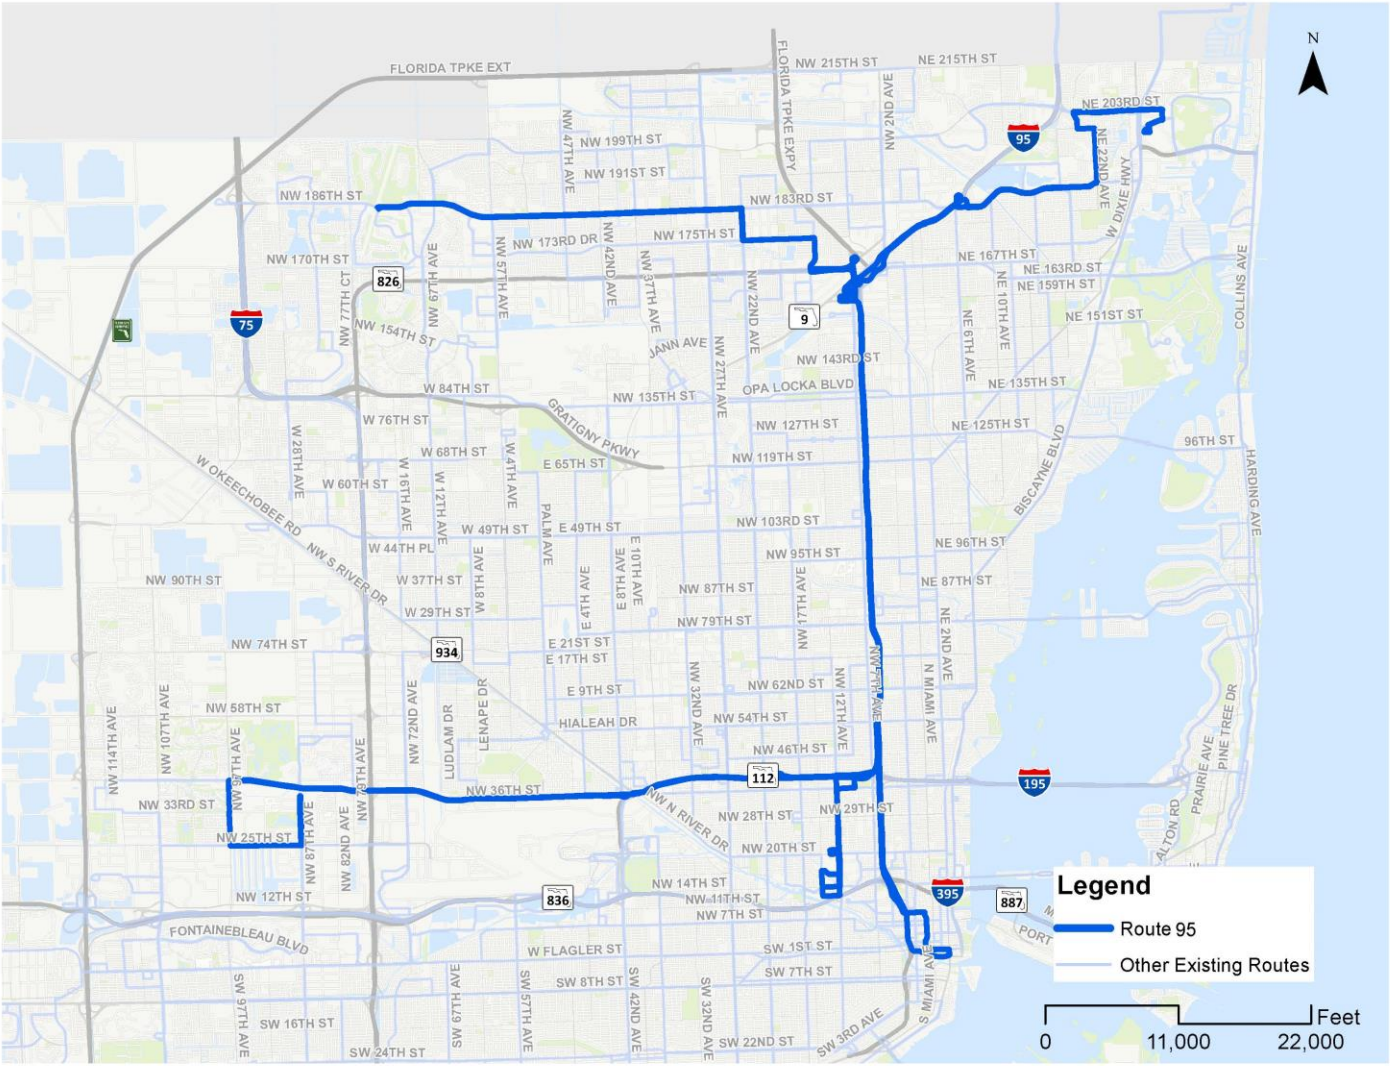 N
FLORIDA TPKE EXT
FLORIDA TPKE EXPY
NW 215TH ST
NE 215TH ST
NW 2ND AVE
NE 203RD ST
95
NW 47TH AVE
NW 199TH ST
NW 191ST ST
NE 22ND AVE
W DIXIE HWY
NW 186TH ST
NW 183RD ST
NW 173RD DR
NW 175TH ST
NW 170TH ST
NW 67TH AVE
NW 57TH AVE
NW 42ND AVE
NW 37TH AVE
NW 22ND AVE
NE 167TH ST
NE 163RD ST
NE 159TH ST
NE 10TH AVE
COLLINS AVE
826
NW 77TH CT
75
9
NE 151ST ST
NW 154TH ST
JANN AVE
NW 27TH AVE
NW 143RD ST
NE 6TH AVE
W 84TH ST
NW 135TH ST
OPA LOCKA BLVD
NE 135TH ST
GRATIGNY PKWY
W 76TH ST
NW 127TH ST
NE 125TH ST
W 28TH AVE
W 68TH ST
W 4TH AVE
96TH ST
W OKEECHOBEE RD
W 16TH AVE
W 12TH AVE
E 65TH ST
NW 119TH ST
BISCAYNE BLVD
HARDING AVE
W 60TH ST
PALM AVE
W 49TH ST
E 49TH ST
NW 103RD ST
W 44TH PL
NW S RIVER DR
W 8TH AVE
E 4TH AVE
E 8TH AVE
E 10TH AVE
NW 95TH ST
NE 96TH ST
NW 90TH ST
W 37TH ST
NW 87TH ST
NW 17TH AVE
NE 87TH ST
W 29TH ST
NW 79TH ST
NE 2ND AVE
NW 74TH ST
934
E 21ST ST
E 17TH ST
NW 7TH AVE
N MIAMI AVE
NW 32ND AVE
NW 62ND ST
NW 12TH AVE
E 9TH ST
NW 58TH ST
NW 72ND AVE
LUDLAM DR
LENAPE DR
HIALEAH DR
NW 54TH ST
NW 114TH AVE
NW 107TH AVE
NW 97TH AVE
NW 79TH AVE
NW 46TH ST
PRAIRIE AVE
PINE TREE DR
112
195
NW 36TH ST
NW 33RD ST
NW N RIVER DR
NW 28TH ST
NW 29TH ST
NW 25TH ST
NW 87TH AVE
NW 82ND AVE
NW 20TH ST
ALTON RD
NW 12TH ST
836
NW 14TH ST
NW 11TH ST
NW 7TH ST
395
887
PORT
FONTAINEBLEAU BLVD
W FLAGLER ST
SW 1ST ST
SW 7TH ST
SW 8TH ST
S MIAMI AVE
SW 97TH AVE
SW 67TH AVE
SW 57TH AVE
SW 42ND AVE
SW 32ND AVE
SW 16TH ST
SW 24TH ST
SW 22ND ST
SW 3RD AVE
Legend
Route 95
Other Existing Routes
Feet
0 11,000 22,000